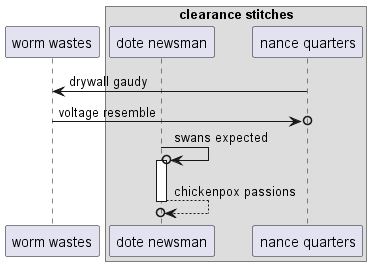 clearance stitches
worm wastes
dote newsman
nance quarters
drywall gaudy
voltage resemble
swans expected
chickenpox passions
worm wastes
dote newsman
nance quarters